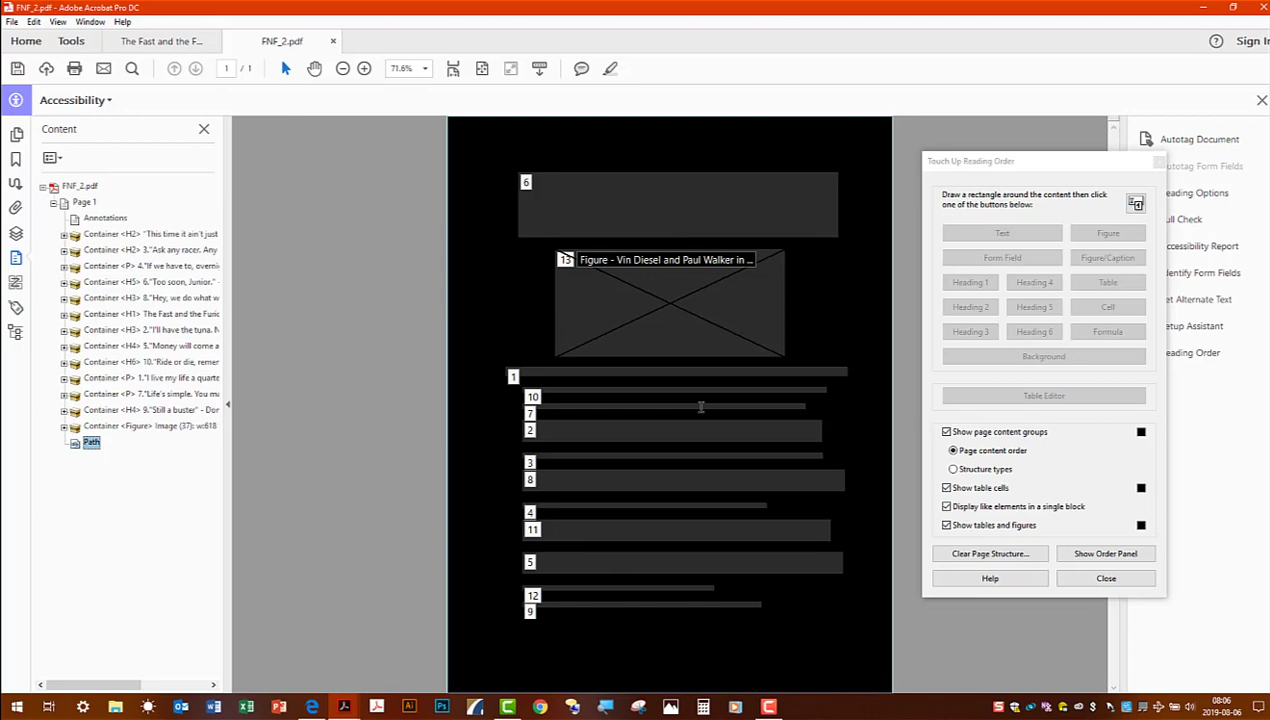 FNF_2.pdf - Adobe Acrobat Pro DC
File Edit View Window Help
Home Tools The Fast and the F... FNF_2.pdf × Sign In
1 / 1 71.6%
Accessibility
Content
FNF_2.pdf
Page 1
Annotations
Container <H2> "This time it ain't just
Container <H2> 3."Ask any racer. Any
Container <P> 4."If we to, overni
Container <H5> 6."Too soon, Junior."
Container <H3> 8."Hey, we do what w
Container <H1> The Fast and the Furio
Container <H3> 2."I'll have the tuna. N
Container <H4> 5."Money will come a
Container <H6> 10."Ride or die, remem
Container <P> 1."I live my life a quarte
Container <P> 7."Life's simple. You ma
Container <H4> 9."Still a buster" - Don
Container <Figure> Image (37): w:618
Path
6
13 Figure - Vin Diesel and Paul Walker in ...
1
10
7
2
3
8
4
11
5
12
9
Touch Up Reading Order
Draw a rectangle around the content then click
one of the buttons below:
Text Figure
Form Field Figure/Caption
Heading 1 Heading 4 Table
Heading 2 Heading 5 Cell
Heading 3 Heading 6 Formula
Background
Table Editor
Show page content groups
Page content order
Structure types
Show table cells
Display like elements in a single block
Show tables and figures
Clear Page Structure... Show Order Panel
Help Close
Autotag Document
utotag Form Fields
eading Options
ull Check
ccessibility Report
dentify Form Fields
et Alternate Text
etup Assistant
eading Order
08:06
2019-08-06